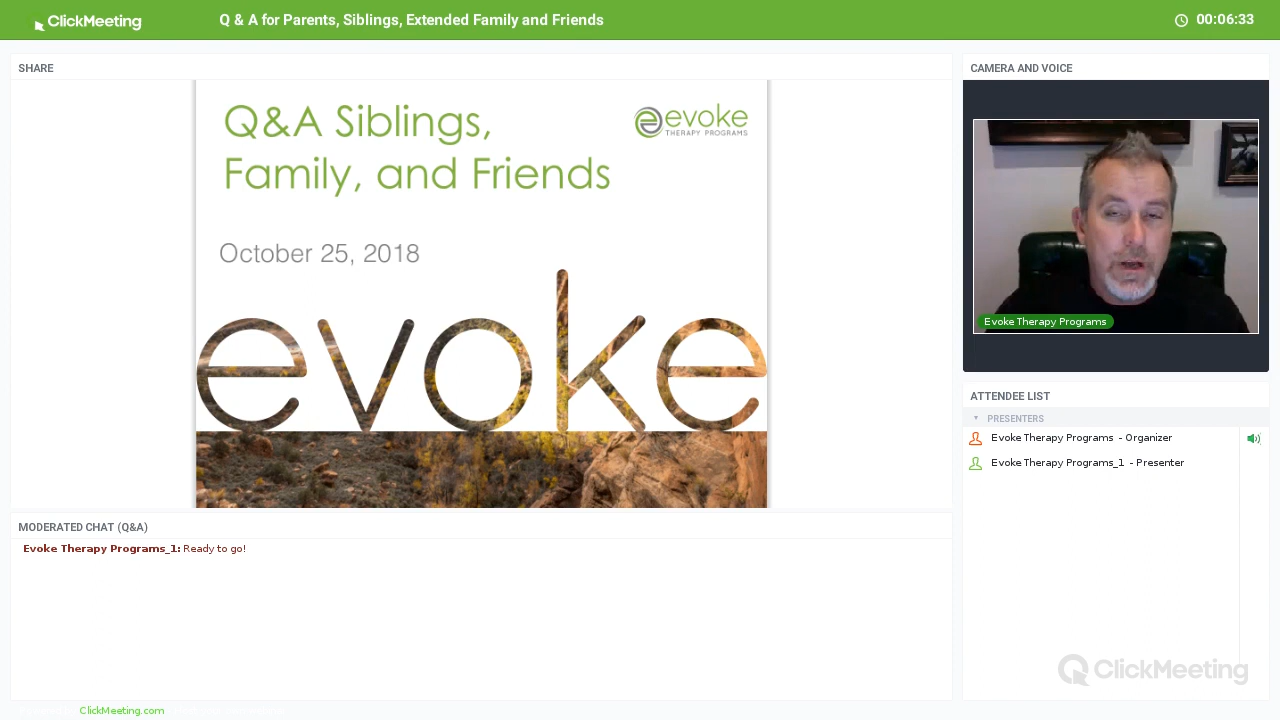 ClickMeeting
Q & A for Parents, Siblings, Extended Family and Friends
00:06:33
SHARE
Q&A Siblings,
Family, and Friends
evoke
THERAPY PROGRAMS
October 25, 2018
evoke
MODERATED CHAT (Q&A)
Evoke Therapy Programs_1: Ready to go!
CAMERA AND VOICE
Evoke Therapy Programs
ATTENDEE LIST
PRESENTERS
Evoke Therapy Programs - Organizer
Evoke Therapy Programs_1 - Presenter
ClickMeeting
ClickMeeting.com